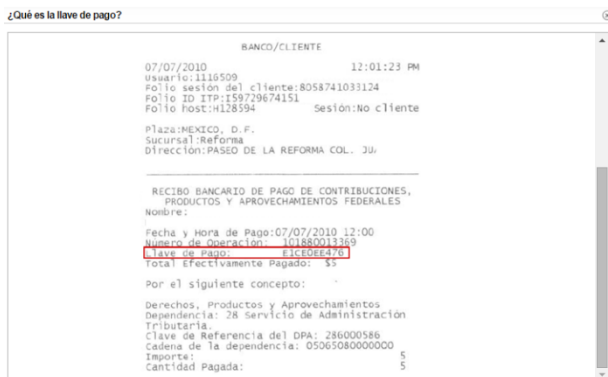 ¿Qué es la llave de pago?
BANCO/CLIENTE
07/07/2010 12:01:23 PM
Usuario:1116509
Folio sesión del cliente:8058741033124
Folio ID ITP:I59729674151
Folio host:H128594 Sesión:No cliente
Plaza:MEXICO, D.F.
Sucursal:Reforma
Dirección:PASEO DE LA REFORMA COL. JU
RECIBO BANCARIO DE PAGO DE CONTRIBUCIONES,
PRODUCTOS Y APROVECHAMIENTOS FEDERALES
Nombre:
Fecha y Hora de Pago:07/07/2010 12:00
Número de Operación: 101880013369
Llave de Pago: E1CE0EE476
Total Efectivamente Pagado: $5
Por el siguiente concepto:
Derechos, Productos y Aprovechamientos
Dependencia: 28 Servicio de Administración
Tributaria.
Clave de Referencia del DPA: 286000586
Cadena de la dependencia: 05065080000000
Importe: 5
Cantidad Pagada: 5